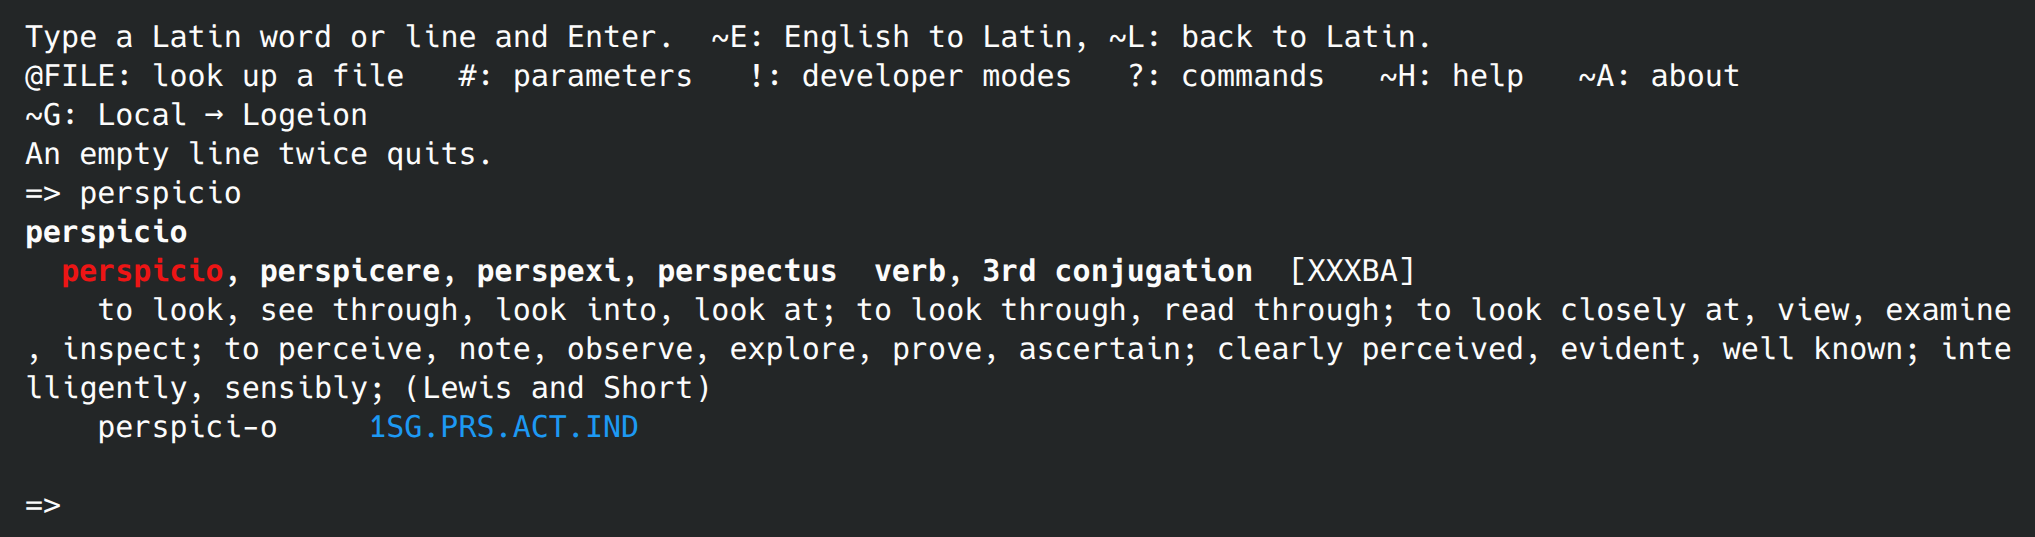 Type a Latin word or line and Enter.  ~E: English to Latin, ~L: back to Latin.
@FILE: look up a file   #: parameters   !: developer modes   ?: commands   ~H: help   ~A: about
~G: Local → Logeion
An empty line twice quits.
=> perspicio
perspicio
  perspicio, perspicere, perspexi, perspectus  verb, 3rd conjugation  [XXXBA]
    to look, see through, look into, look at; to look through, read through; to look closely at, view, examine
, inspect; to perceive, note, observe, explore, prove, ascertain; clearly perceived, evident, well known; inte
lligently, sensibly; (Lewis and Short)
    perspici-o     1SG.PRS.ACT.IND
=>